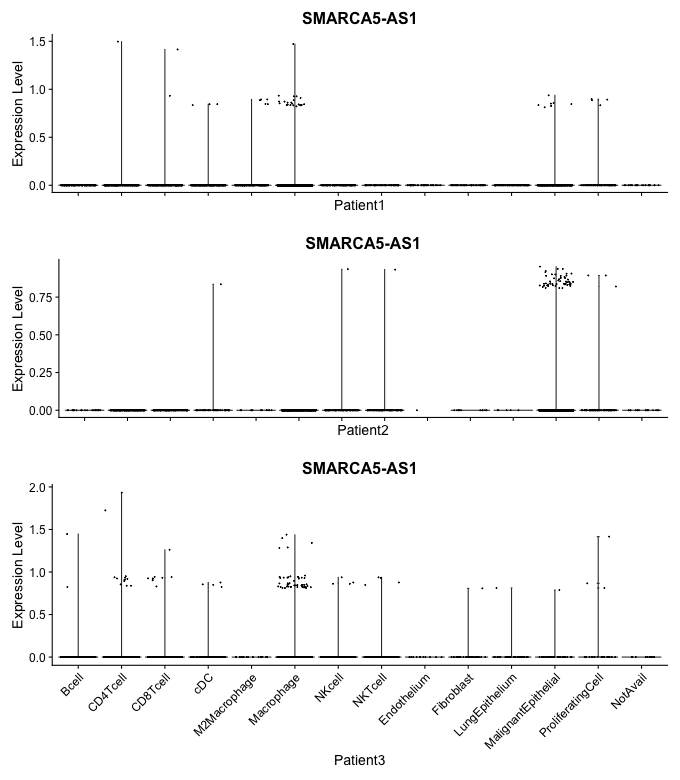 SMARCA5-AS1
Expression Level
1.5
1.0
0.5
0.0
Patient1
SMARCA5-AS1
Expression Level
0.75
0.50
0.25
0.00
Patient2
SMARCA5-AS1
Expression Level
2.0
1.5
1.0
0.5
0.0
Bcell
CD4Tcell
CD8Tcell
cDC
M2Macrophage
Macrophage
NKcell
NKTcell
Endothelium
Fibroblast
LungEpithelium
MalignantEpithelial
ProliferatingCell
NotAvail
Patient3